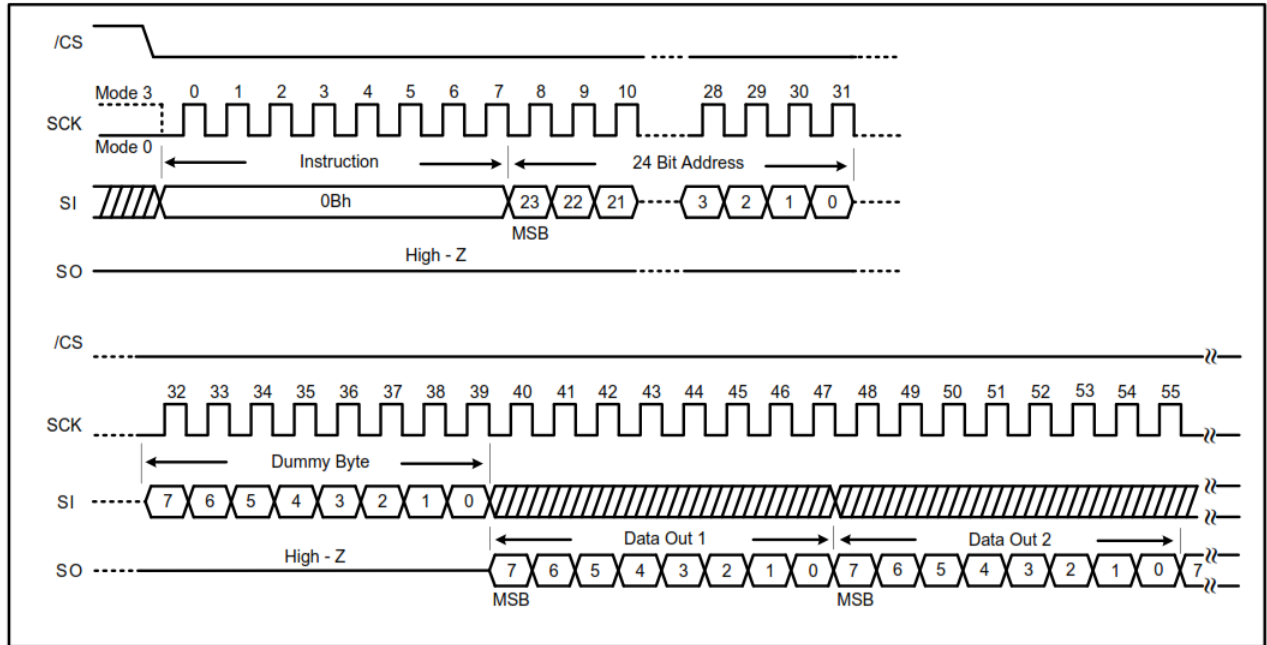 /CS
Mode 3 0 1 2 3 4 5 6 7 8 9 10 28 29 30 31
SCK
Mode 0
Instruction 24 Bit Address
SI 0Bh 23 22 21 3 2 1 0
MSB
High - Z
SO
/CS
32 33 34 35 36 37 38 39 40 41 42 43 44 45 46 47 48 49 50 51 52 53 54 55
SCK
Dummy Byte
SI 7 6 5 4 3 2 1 0
Data Out 1 Data Out 2
High - Z
SO 7 6 5 4 3 2 1 0 7 6 5 4 3 2 1 0 7
MSB MSB